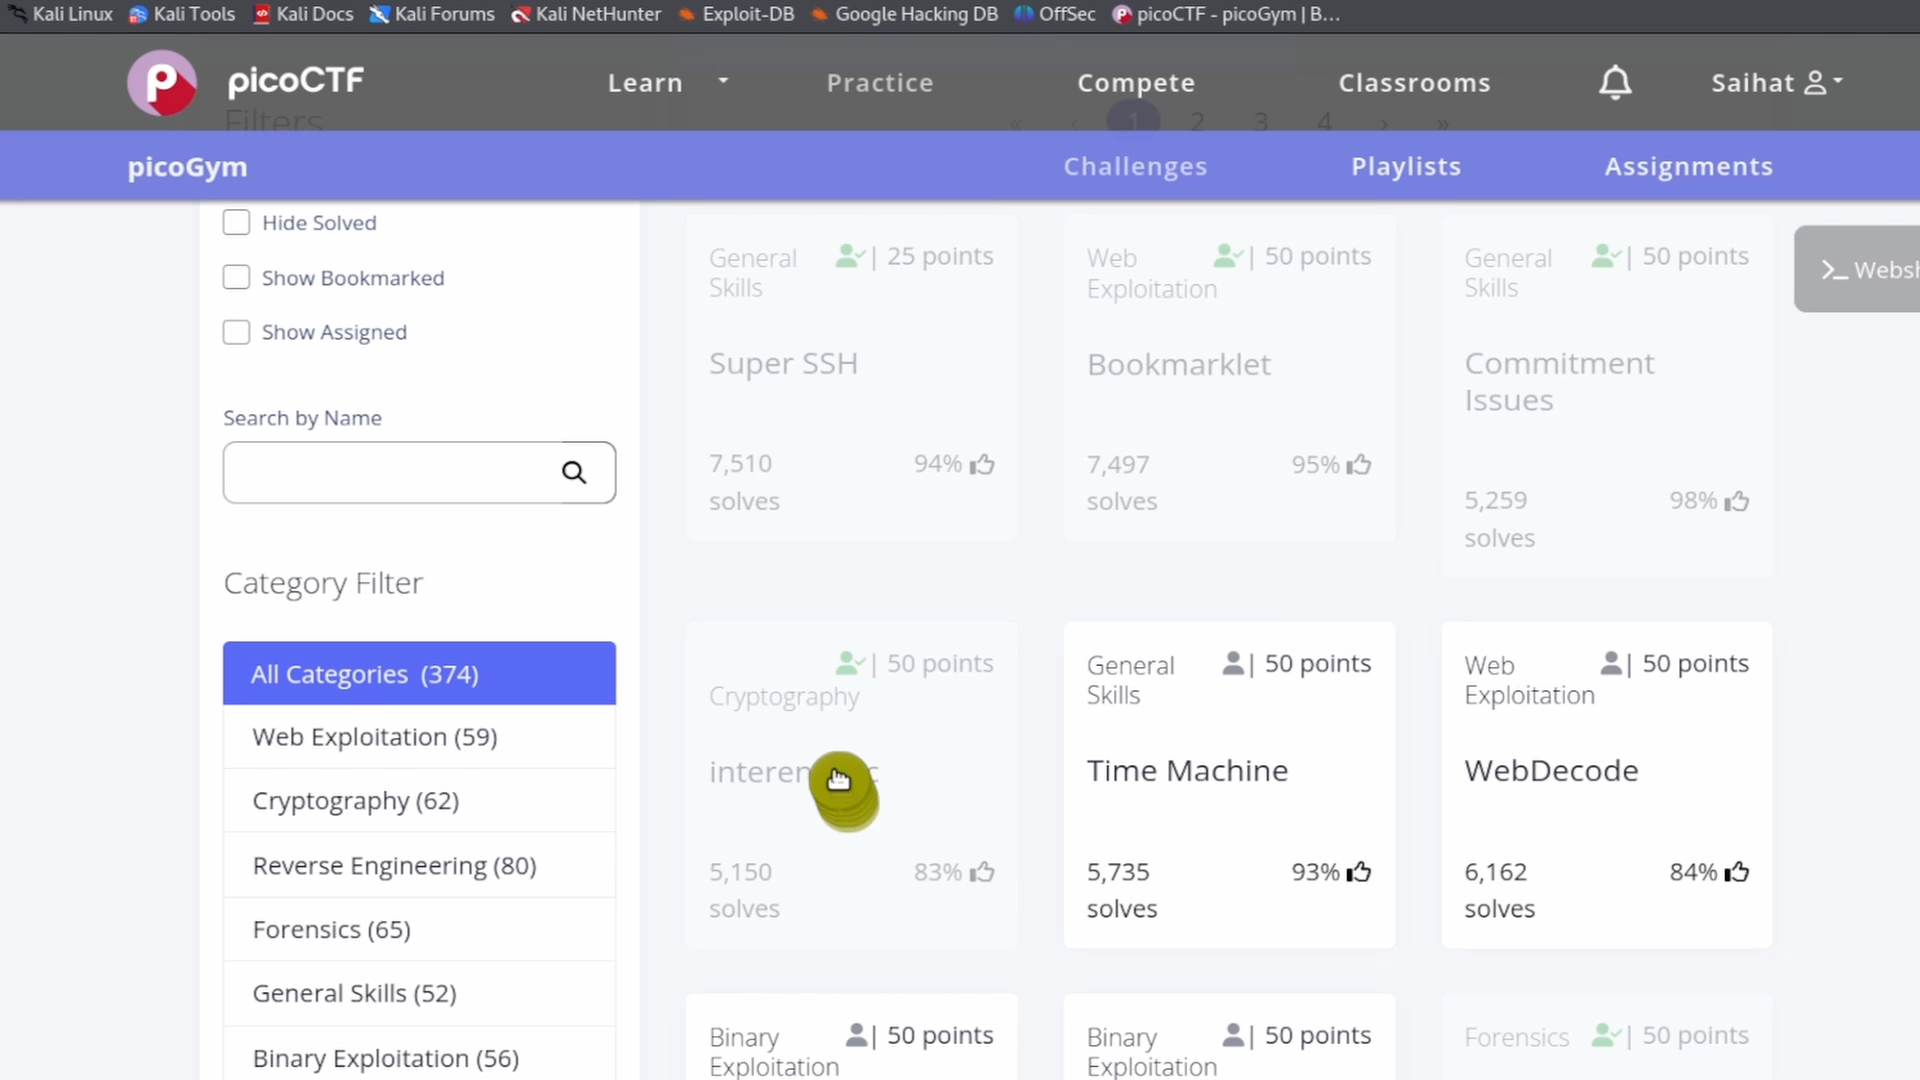 Kali Linux Kali Tools Kali Docs Kali Forums Kali NetHunter Exploit-DB Google Hacking DB OffSec picoCTF - picoGym | B...
picoCTF Learn Practice Compete Classrooms Saihat
Filters
« ‹ 1 2 3 4 › »
picoGym Challenges Playlists Assignments
Hide Solved
Show Bookmarked
Show Assigned
Search by Name
Category Filter
All Categories (374)
Web Exploitation (59)
Cryptography (62)
Reverse Engineering (80)
Forensics (65)
General Skills (52)
Binary Exploitation (56)
General
Skills
| 25 points
Super SSH
7,510
solves
94%
Web
Exploitation
| 50 points
Bookmarklet
7,497
solves
95%
General
Skills
| 50 points
Commitment
Issues
5,259
solves
98%
>_ Websh
| 50 points
Cryptography
5,150
solves
83%
General
Skills
| 50 points
Time Machine
5,735
solves
93%
Web
Exploitation
| 50 points
WebDecode
6,162
solves
84%
Binary
Exploitation
| 50 points
Binary
Exploitation
| 50 points
Forensics
| 50 points